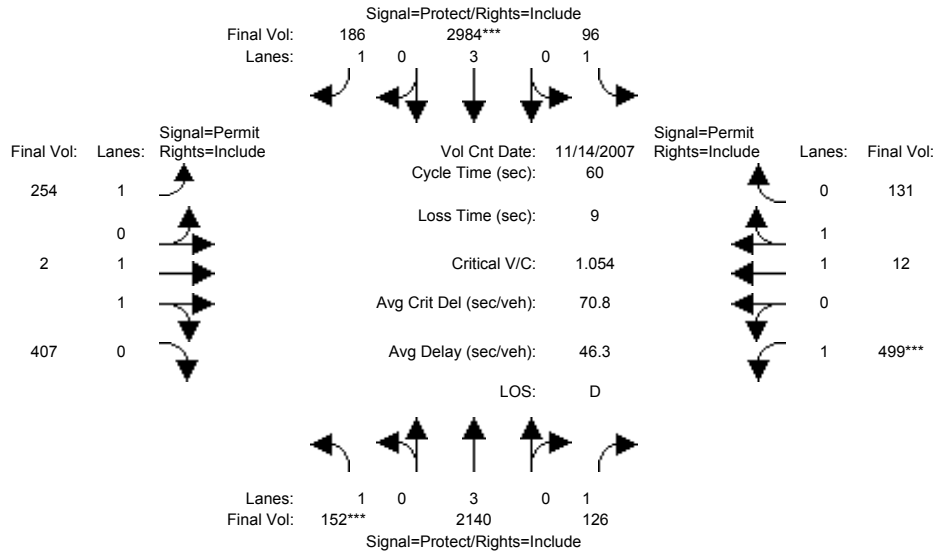 Signal=Protect/Rights=Include
Final Vol: 186 2984*** 96
Lanes: 1 0 3 0 1
Signal=Permit Signal=Permit
Final Vol: Lanes: Rights=Include Vol Cnt Date: 11/14/2007 Rights=Include Lanes: Final Vol:
Cycle Time (sec): 60
254 1 0 131
Loss Time (sec): 9
0 1
2 1 Critical V/C: 1.054 1 12
1 Avg Crit Del (sec/veh): 70.8 0
407 0 Avg Delay (sec/veh): 46.3 1 499***
LOS: D
Lanes: 1 0 3 0 1
Final Vol: 152*** 2140 126
Signal=Protect/Rights=Include